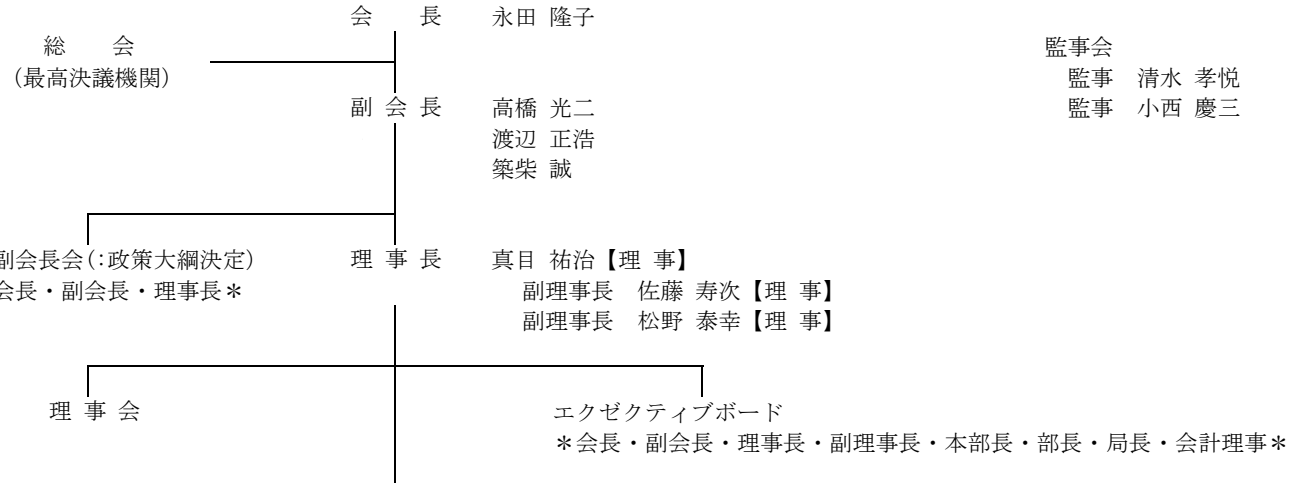 会　長　永田 隆子
総　会
(最高決議機関)
監事会
監事　清水 孝悦
監事　小西 慶三
副 会 長　高橋 光二
渡辺 正浩
築柴 誠
副会長会(:政策大綱決定)
会長・副会長・理事長＊
理 事 長　真目 祐治【理 事】
副理事長　佐藤 寿次【理 事】
副理事長　松野 泰幸【理 事】
理 事 会
エクゼクティブボード
＊会長・副会長・理事長・副理事長・本部長・部長・局長・会計理事＊